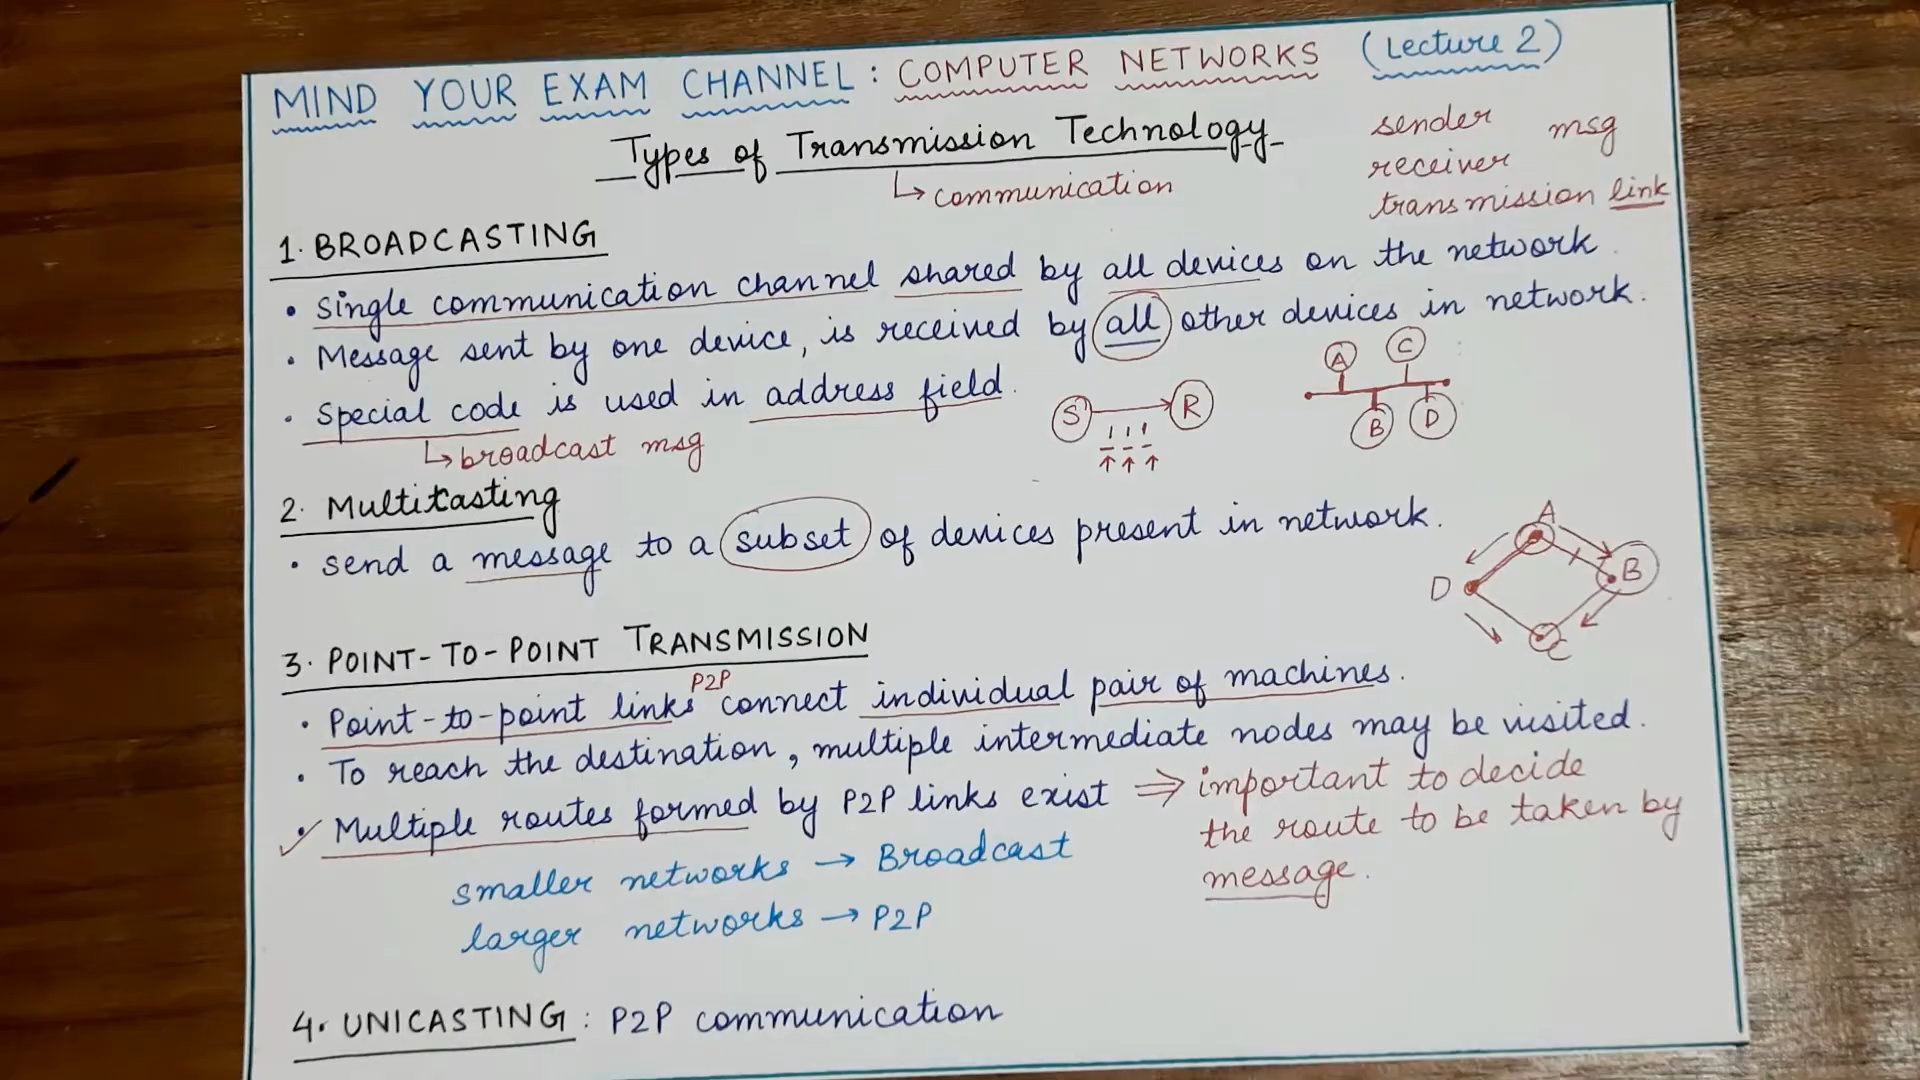 MIND YOUR EXAM CHANNEL : COMPUTER NETWORKS (Lecture 2)
Types of Transmission Technology
↳ communication
sender msg
receiver
transmission link
1. BROADCASTING
• Single communication channel shared by all devices on the network.
• Message sent by one device, is received by all other devices in network.
• Special code is used in address field.
↳ broadcast msg
S → R
A C
B D
2. Multicasting
• send a message to a subset of devices present in network.
A
B
D
C
3. POINT-TO-POINT TRANSMISSION
P2P
• Point-to-point links connect individual pair of machines.
• To reach the destination, multiple intermediate nodes may be visited.
• Multiple routes formed by P2P links exist ⇒ important to decide
the route to be taken by
message.
smaller networks → Broadcast
larger networks → P2P
4. UNICASTING : P2P communication